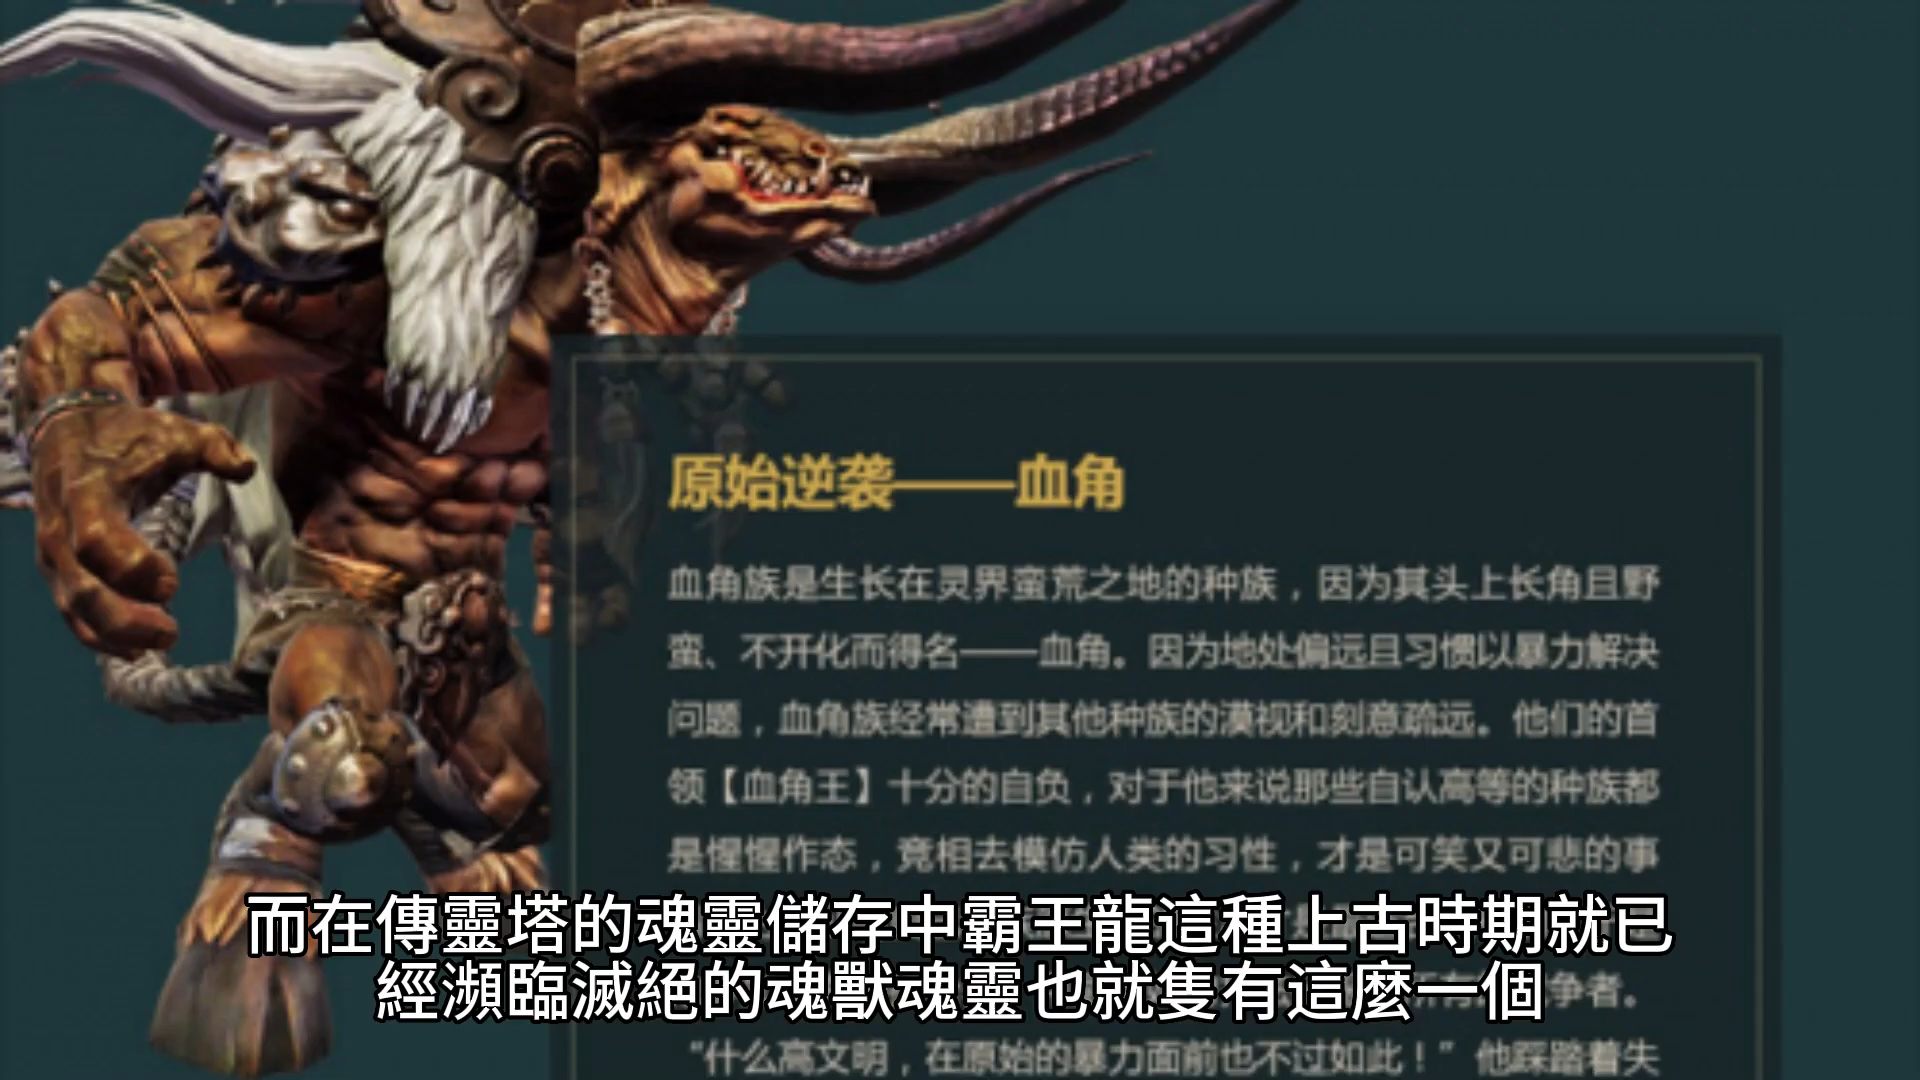 原始逆袭——血角
血角族是生长在灵界蛮荒之地的种族，因为其头上长角且野
蛮、不开化而得名——血角。因为地处偏远且习惯以暴力解决
问题，血角族经常遭到其他种族的漠视和刻意疏远。他们的首
领【血角王】十分的自负，对于他来说那些自认高等的种族都
是惺惺作态，竞相去模仿人类的习性，才是可笑又可悲的事
而在傳靈塔的魂靈儲存中霸王龍這種上古時期就已
經瀕臨滅絕的魂獸魂靈也就隻有這麼一個
争者。
“什么高文明，在原始的暴力面前也不过如此！”他踩踏着失